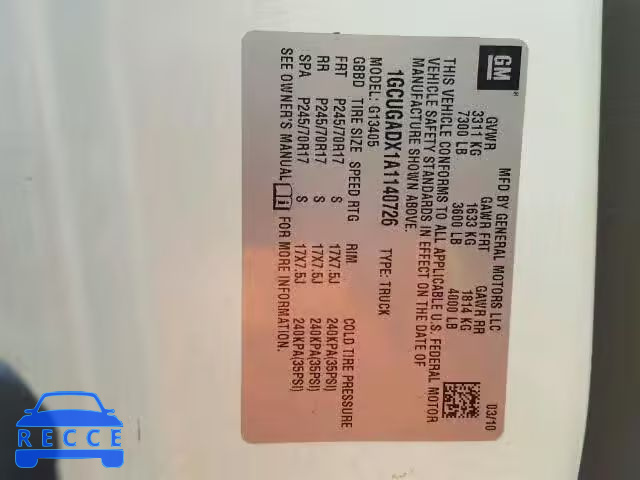 GM
MFD BY GENERAL MOTORS LLC 03/10
GVWR GAWR FRT GAWR RR
3311 KG 1633 KG 1814 KG
7300 LB 3600 LB 4000 LB
THIS VEHICLE CONFORMS TO ALL APPLICABLE U.S. FEDERAL MOTOR
VEHICLE SAFETY STANDARDS IN EFFECT ON THE DATE OF
MANUFACTURE SHOWN ABOVE.
1GCUGADX1A1140726 TYPE: TRUCK
MODEL: G13405
GBBD TIRE SIZE SPEED RTG RIM COLD TIRE PRESSURE
FRT P245/70R17 S 17X7.5J 240KPA(35PSI)
RR P245/70R17 S 17X7.5J 240KPA(35PSI)
SPA P245/70R17 S 17X7.5J 240KPA(35PSI)
SEE OWNER'S MANUAL FOR MORE INFORMATION.
RECCE